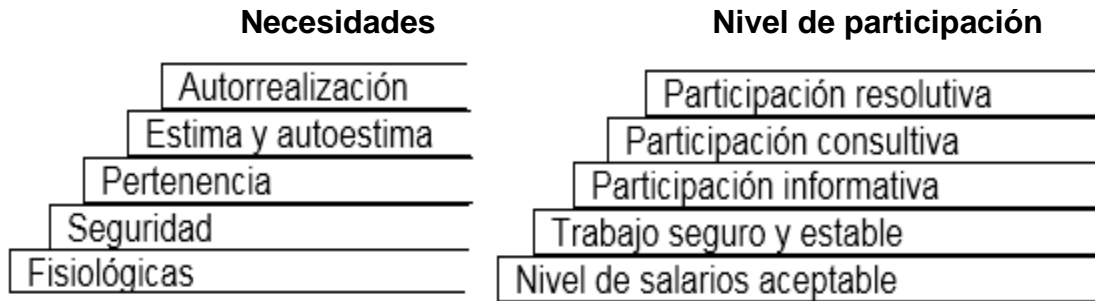 Necesidades
Autorrealización
Estima y autoestima
Pertenencia
Seguridad
Fisiológicas
Nivel de participación
Participación resolutiva
Participación consultiva
Participación informativa
Trabajo seguro y estable
Nivel de salarios aceptable